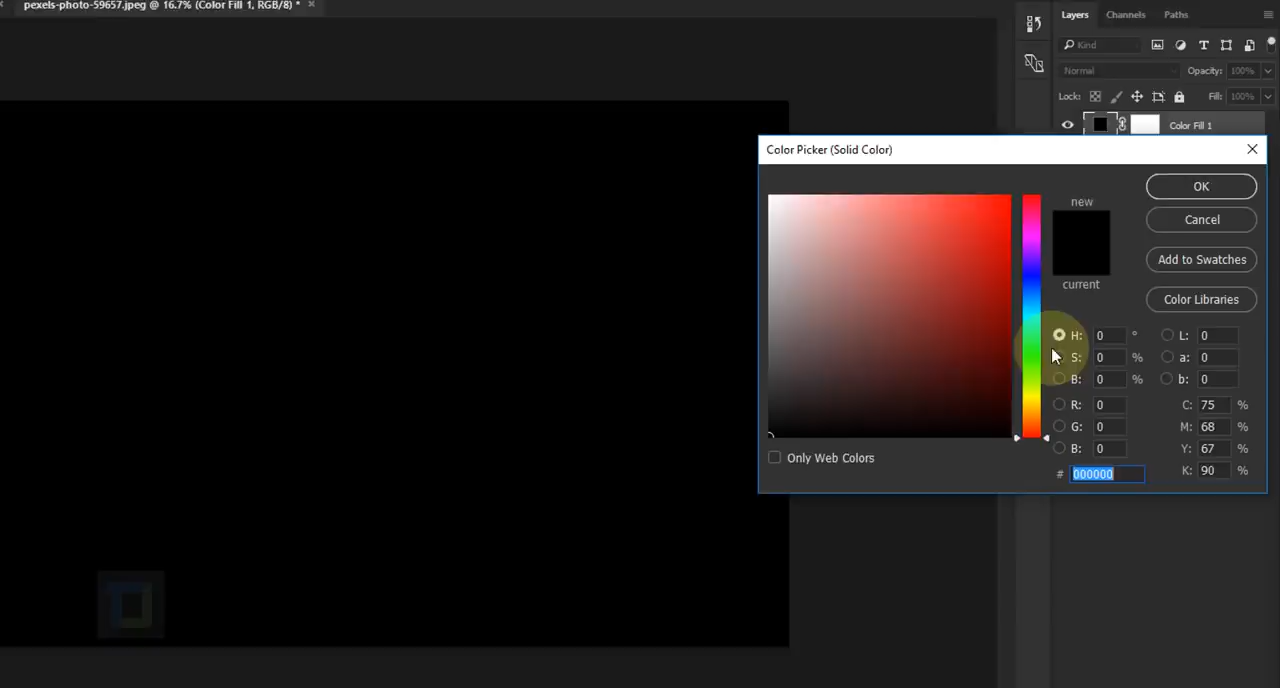 pexels-photo-59657.jpeg @ 16.7% (Color Fill 1, RGB/8) *
Layers Channels Paths
Kind
Normal Opacity: 100%
Lock: Fill: 100%
Color Fill 1
Color Picker (Solid Color)
new
current
OK
Cancel
Add to Swatches
Color Libraries
H: 0 ° L: 0
S: 0 % a: 0
B: 0 % b: 0
R: 0 C: 75 %
G: 0 M: 68 %
B: 0 Y: 67 %
# 000000 K: 90 %
Only Web Colors